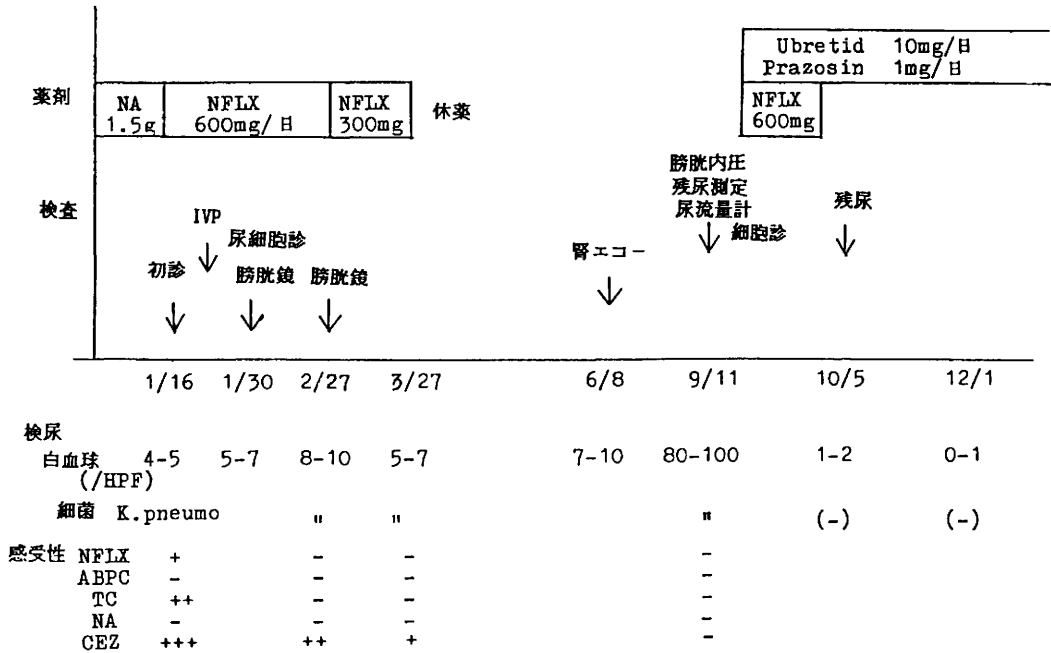 Ubretid 10mg/日
Prazosin 1mg/日
薬剤
NA
1.5g
NFLX
600mg/日
NFLX
300mg
休薬
NFLX
600mg
検査
初診
IVP
尿細胞診
膀胱鏡
膀胱鏡
腎エコー
膀胱内圧
残尿測定
尿流量計
細胞診
残尿
1/16 1/30 2/27 3/27 6/8 9/11 10/5 12/1
検尿
白血球 4-5 5-7 8-10 5-7 7-10 80-100 1-2 0-1
(/HPF)
細菌 K.pneumo " " " (-) (-)
感受性 NFLX + - - -
ABPC - - - -
TC ++ - - -
NA - - - -
CEZ +++ ++ + -